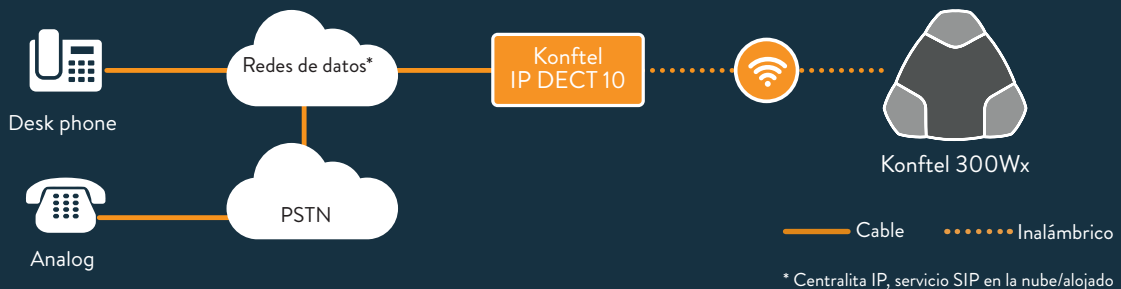 Desk phone
Redes de datos*
Konftel
IP DECT 10
Konftel 300Wx
Analog
PSTN
Cable
Inalámbrico
* Centralita IP, servicio SIP en la nube/alojado